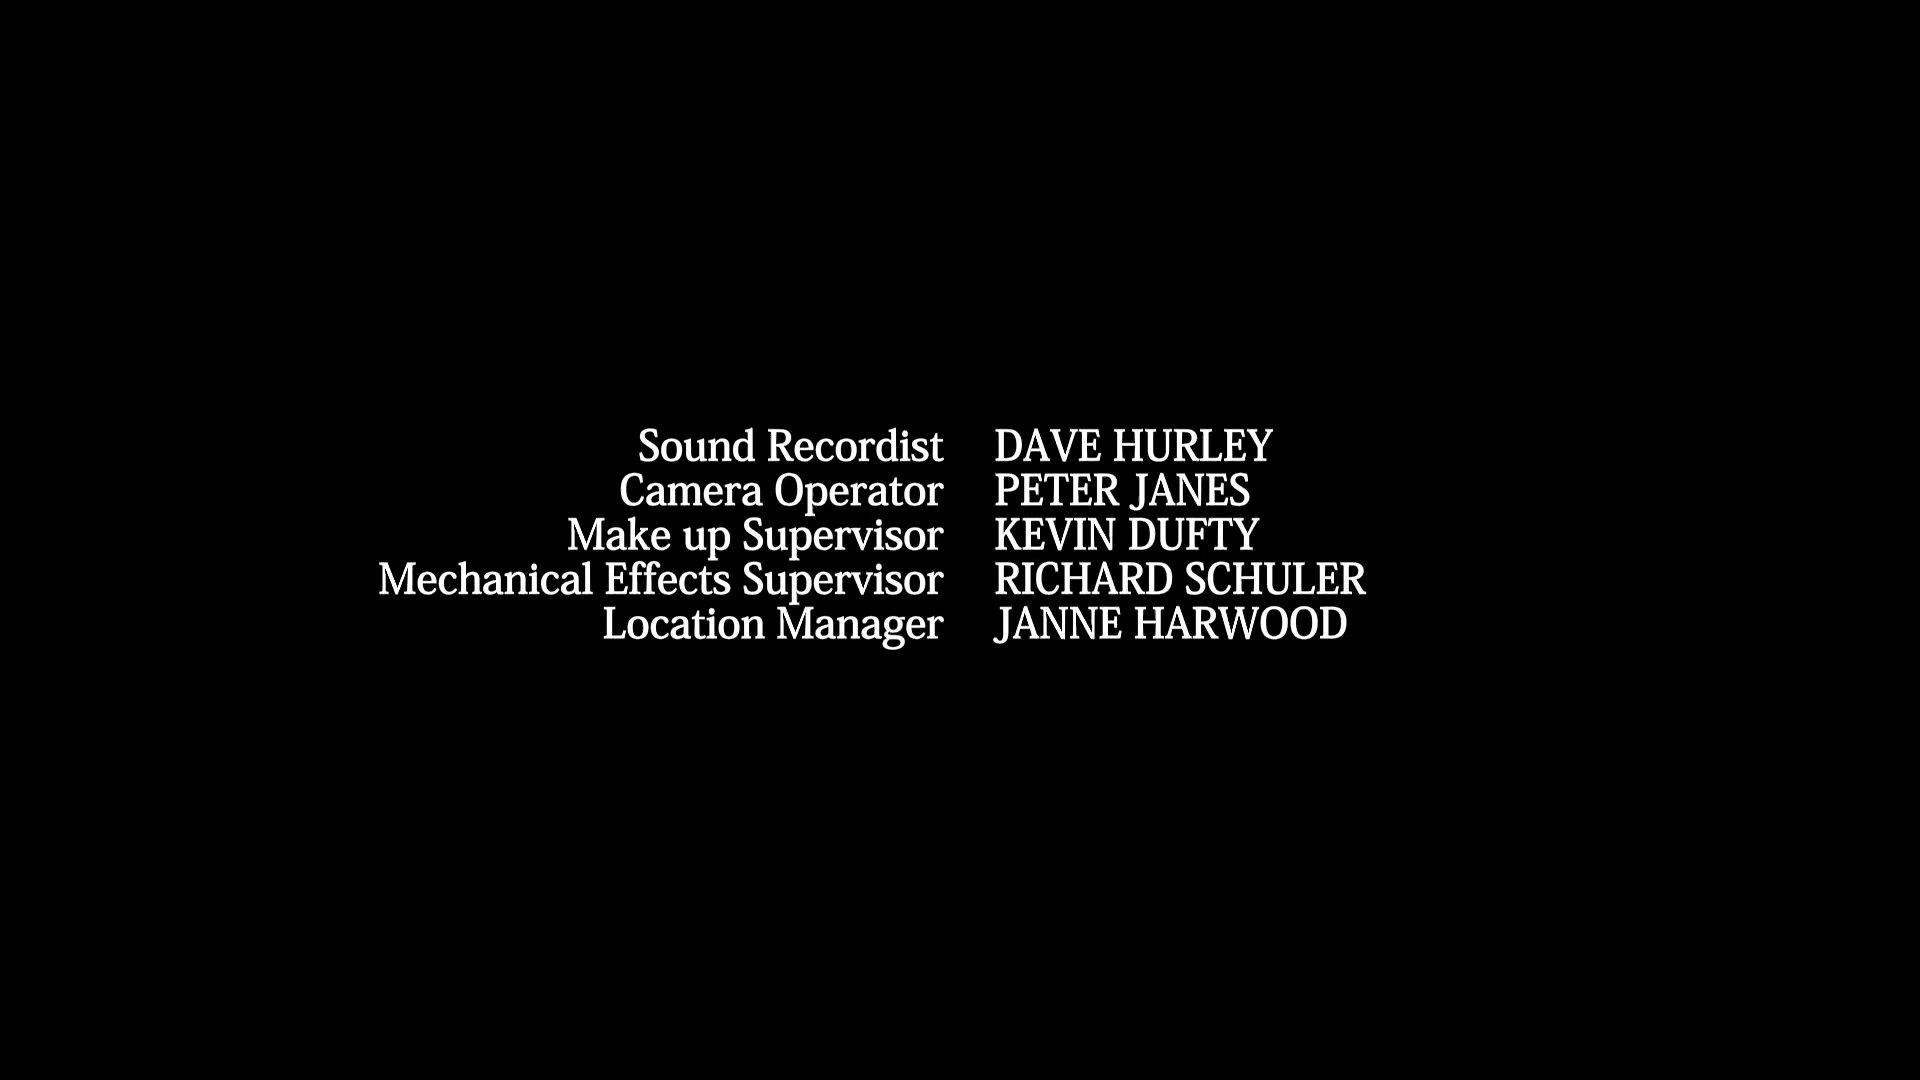 Sound Recordist DAVE HURLEY
Camera Operator PETER JANES
Make up Supervisor KEVIN DUFTY
Mechanical Effects Supervisor RICHARD SCHULER
Location Manager JANNE HARWOOD